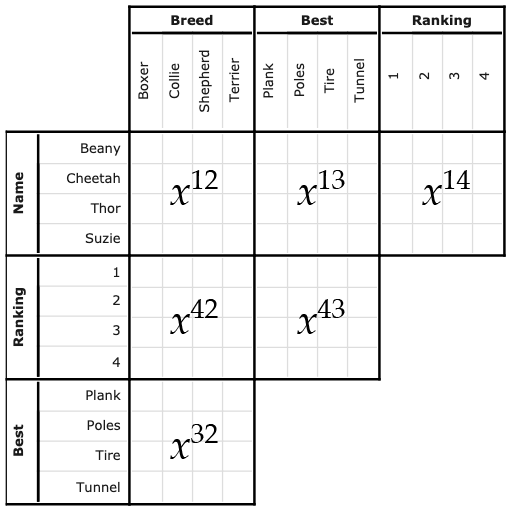 Breed Best Ranking
Boxer Collie Shepherd Terrier Plank Poles Tire Tunnel 1 2 3 4
Name
Beany
Cheetah
Thor
Suzie
x^12 x^13 x^14
Ranking
1
2
3
4
x^42 x^43
Best
Plank
Poles
Tire
Tunnel
x^32